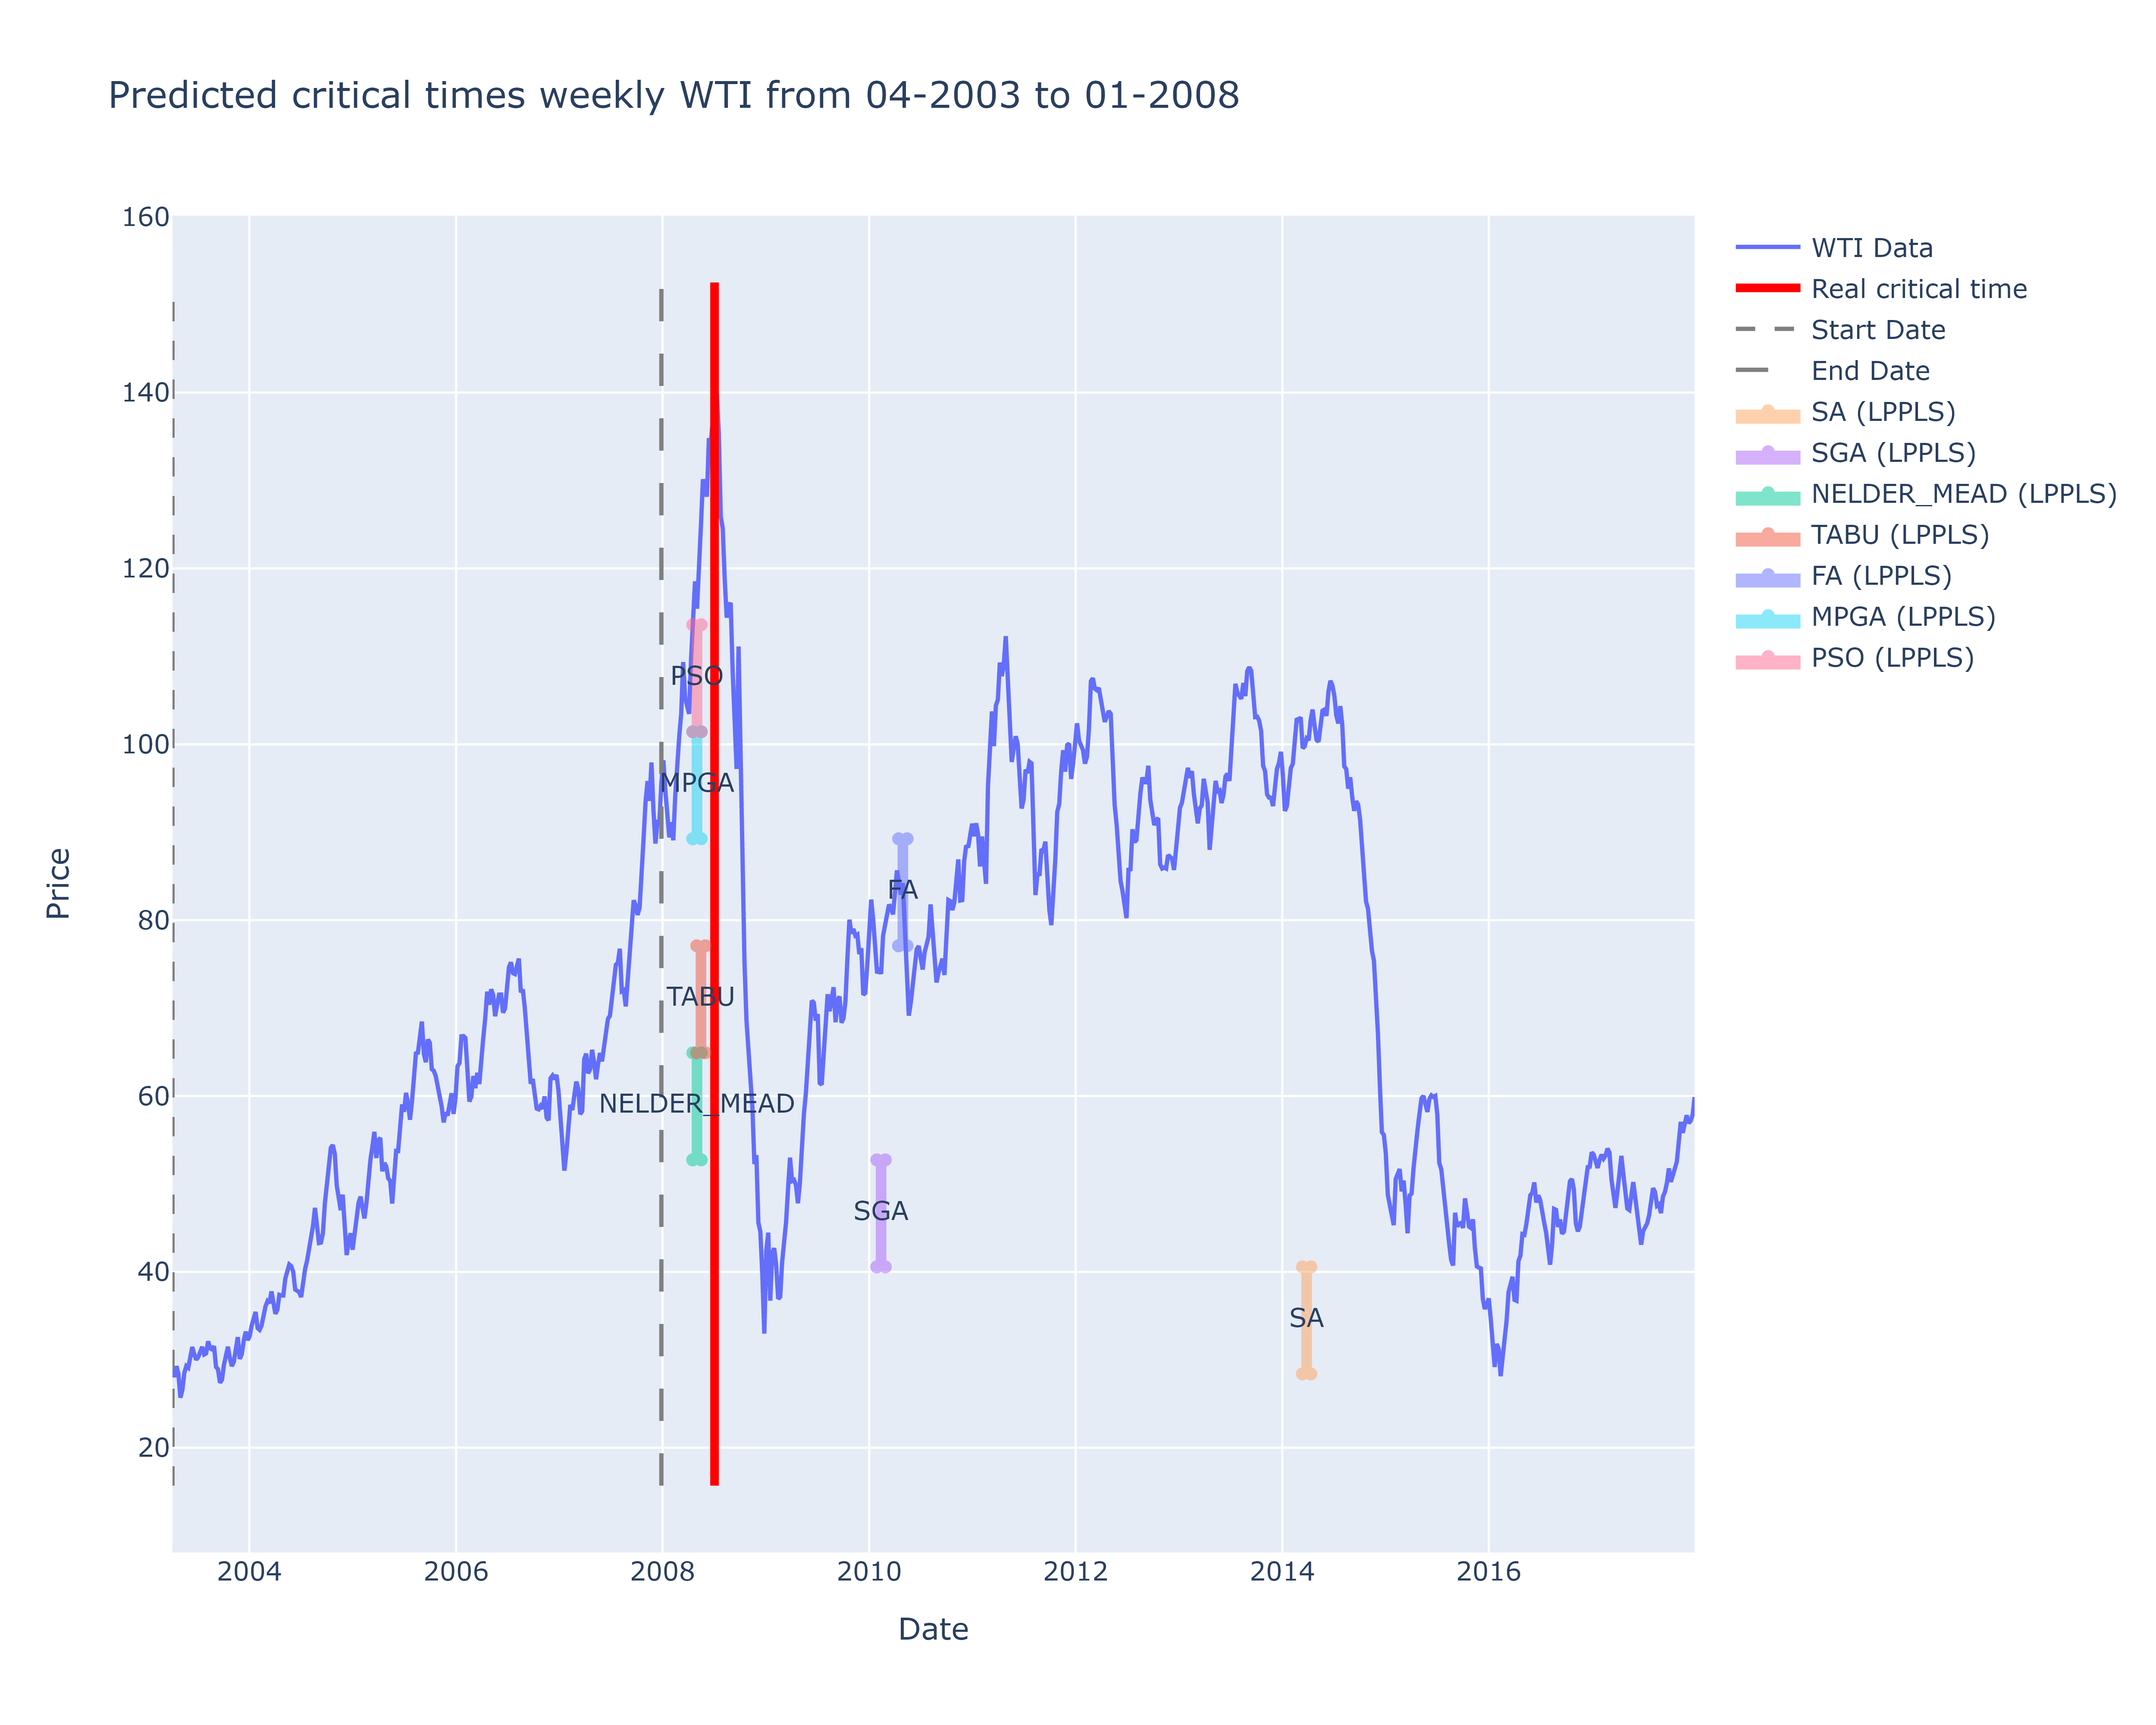 Predicted critical times weekly WTI from 04-2003 to 01-2008
160
140
120
100
80
60
40
20
Price
2004
2006
2008
2010
2012
2014
2016
Date
PSO
MPGA
FA
TABU
NELDER_MEAD
SGA
SA
WTI Data
Real critical time
Start Date
End Date
SA (LPPLS)
SGA (LPPLS)
NELDER_MEAD (LPPLS)
TABU (LPPLS)
FA (LPPLS)
MPGA (LPPLS)
PSO (LPPLS)